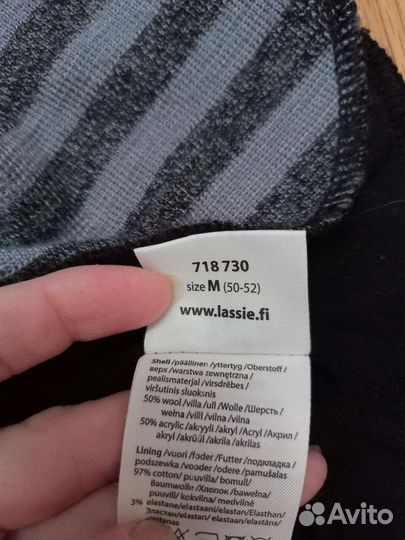 718 730
size M (50-52)
www.lassie.fi
Shell /päällinen /yttertyg /Oberstoff /
верх /warstwa zewnętrzna /
pealismaterjal /virsdrēbes /
viršutinis sluoksnis
50% wool /villa /ull /Wolle /Шерсть /
wełna /vill /vilna /vilna
50% acrylic /akryyli /akryl /Acryl /Акрил /
akryl /akrüül /akrils /akrilas
Lining /vuori /foder /Futter /подкладка /
podszewka /vooder /odere /pamušalas
97% cotton/ puuvilla/ bomull/
Baumwolle /Хлопок /bawełna/
puuvill/ kokvilna/ medvilnė
3% elastane/ elastaani/ elastan/ Elasthan/
Эластан/ elastan/ elastaan/ elastāns/
elastanas
Avito